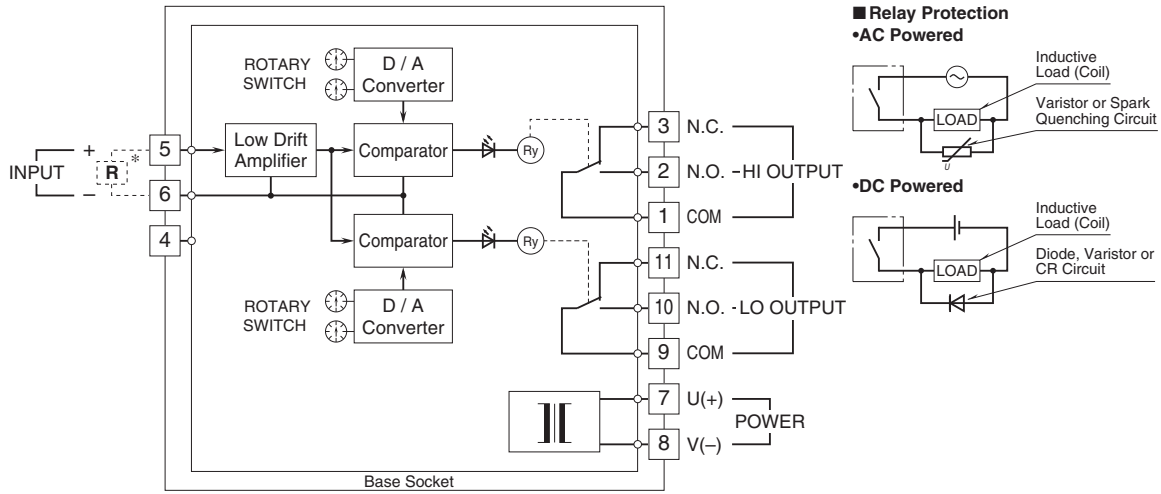 ROTARY
SWITCH
D / A
Converter
Low Drift
Amplifier
Comparator
Ry
INPUT
+
−
R
*
5
6
4
Comparator
Ry
ROTARY
SWITCH
D / A
Converter
3 N.C.
2 N.O. HI OUTPUT
1 COM
11 N.C.
10 N.O. LO OUTPUT
9 COM
7 U(+)
8 V(–)
POWER
Base Socket
■ Relay Protection
•AC Powered
Inductive
Load (Coil)
LOAD
Varistor or Spark
Quenching Circuit
U
•DC Powered
Inductive
Load (Coil)
LOAD
Diode, Varistor or
CR Circuit